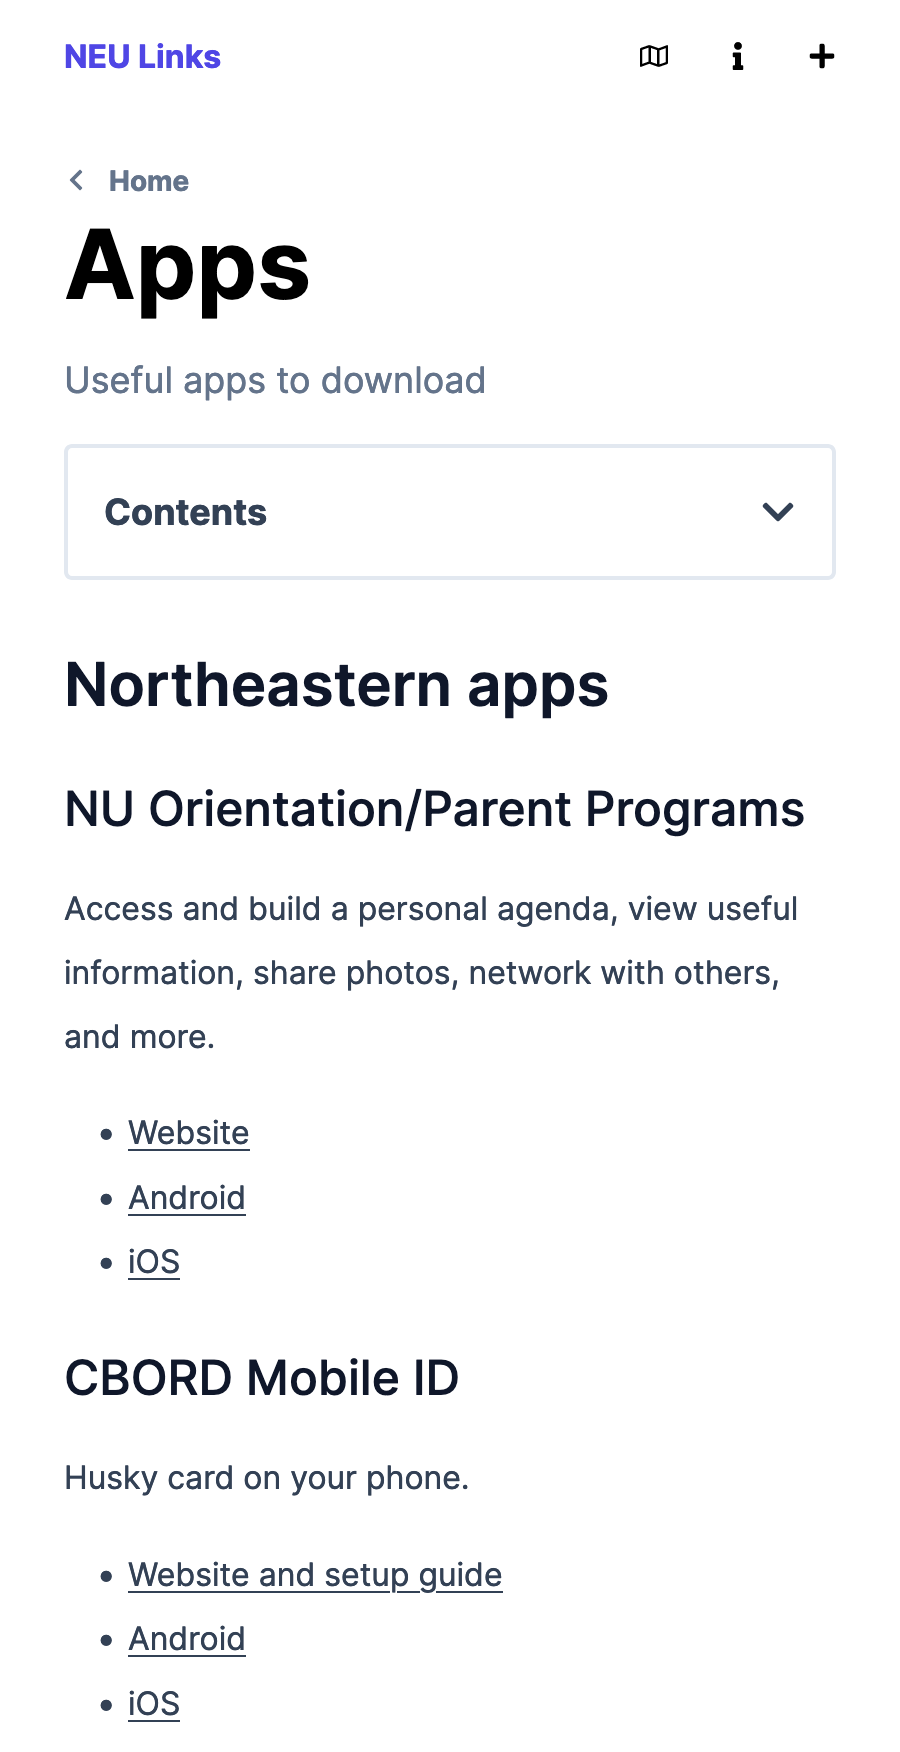 NEU Links
Home
Apps
Useful apps to download
Contents
Northeastern apps
NU Orientation/Parent Programs
Access and build a personal agenda, view useful
information, share photos, network with others,
and more.
Website
Android
iOS
CBORD Mobile ID
Husky card on your phone.
Website and setup guide
Android
iOS